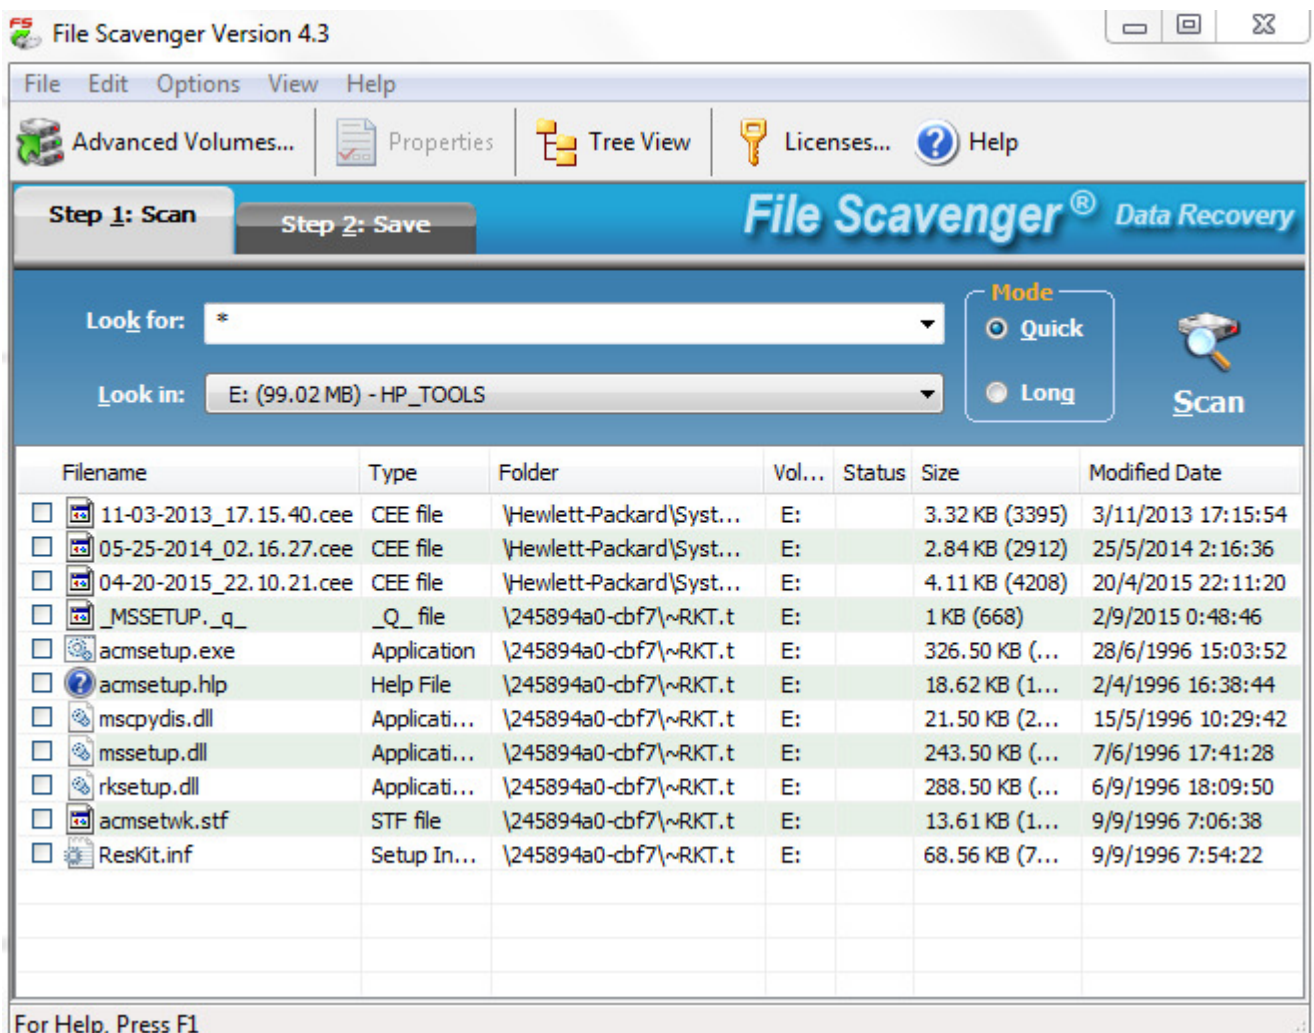 File Scavenger Version 4.3
File Edit Options View Help
Advanced Volumes... Properties Tree View Licenses... Help
Step 1: Scan Step 2: Save File Scavenger® Data Recovery
Mode
Look for: * Quick
Look in: E: (99.02 MB) - HP_TOOLS Long Scan
Filename Type Folder Vol... Status Size Modified Date
11-03-2013_17.15.40.cee CEE file \Hewlett-Packard\Syst... E: 3.32 KB (3395) 3/11/2013 17:15:54
05-25-2014_02.16.27.cee CEE file \Hewlett-Packard\Syst... E: 2.84 KB (2912) 25/5/2014 2:16:36
04-20-2015_22.10.21.cee CEE file \Hewlett-Packard\Syst... E: 4.11 KB (4208) 20/4/2015 22:11:20
_MSSETUP._q_ _Q_ file \245894a0-cbf7\~RKT.t E: 1 KB (668) 2/9/2015 0:48:46
acmsetup.exe Application \245894a0-cbf7\~RKT.t E: 326.50 KB (... 28/6/1996 15:03:52
acmsetup.hlp Help File \245894a0-cbf7\~RKT.t E: 18.62 KB (1... 2/4/1996 16:38:44
mscpydis.dll Applicati... \245894a0-cbf7\~RKT.t E: 21.50 KB (2... 15/5/1996 10:29:42
mssetup.dll Applicati... \245894a0-cbf7\~RKT.t E: 243.50 KB (... 7/6/1996 17:41:28
rksetup.dll Applicati... \245894a0-cbf7\~RKT.t E: 288.50 KB (... 6/9/1996 18:09:50
acmsetwk.stf STF file \245894a0-cbf7\~RKT.t E: 13.61 KB (1... 9/9/1996 7:06:38
ResKit.inf Setup In... \245894a0-cbf7\~RKT.t E: 68.56 KB (7... 9/9/1996 7:54:22
For Help, Press F1